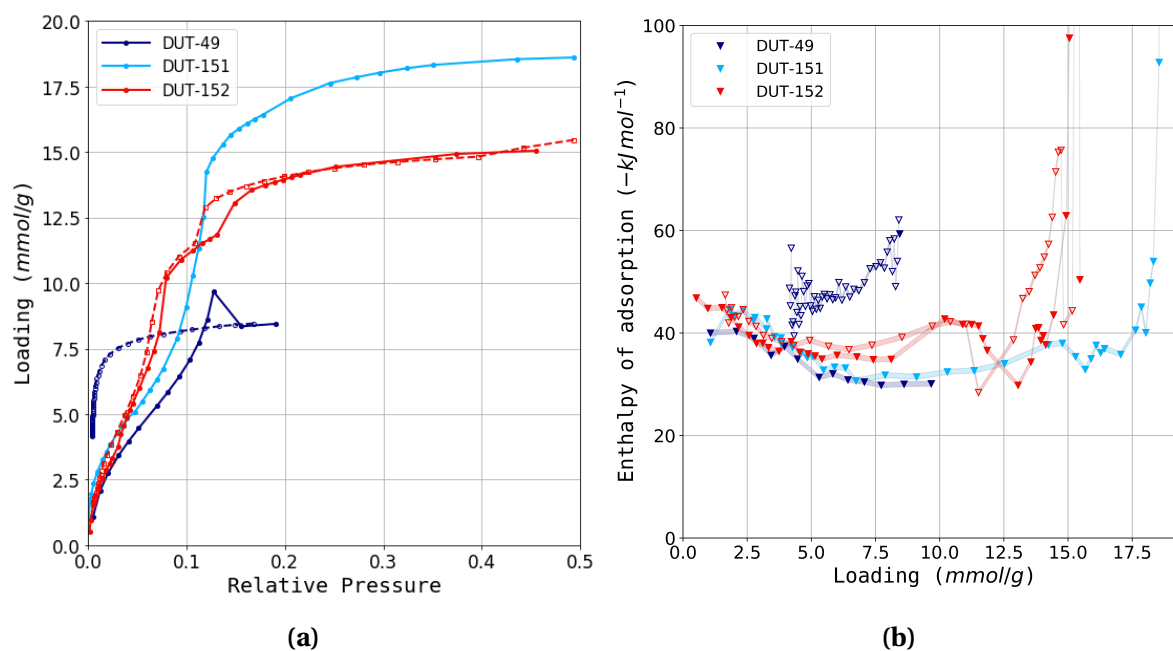 20.0
17.5
15.0
12.5
10.0
7.5
5.0
2.5
0.0
Loading (mmol/g)
DUT-49
DUT-151
DUT-152
0.0 0.1 0.2 0.3 0.4 0.5
Relative Pressure
(a)
100
80
60
40
20
0
Enthalpy of adsorption (−kJ mol⁻¹)
DUT-49
DUT-151
DUT-152
0.0 2.5 5.0 7.5 10.0 12.5 15.0 17.5
Loading (mmol/g)
(b)